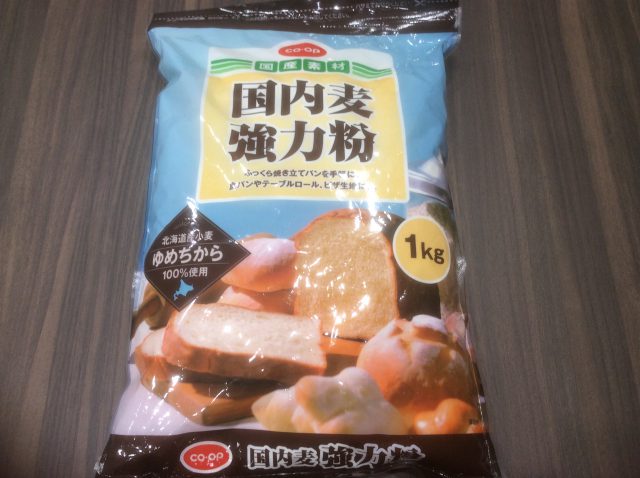 co-op
国産素材
国内麦
強力粉
ふっくら焼き立てパンを手軽に
食パンやテーブルロール、ピザ生地に
1kg
北海道産小麦
ゆめちから
100%使用
co-op
国内麦 強力粉